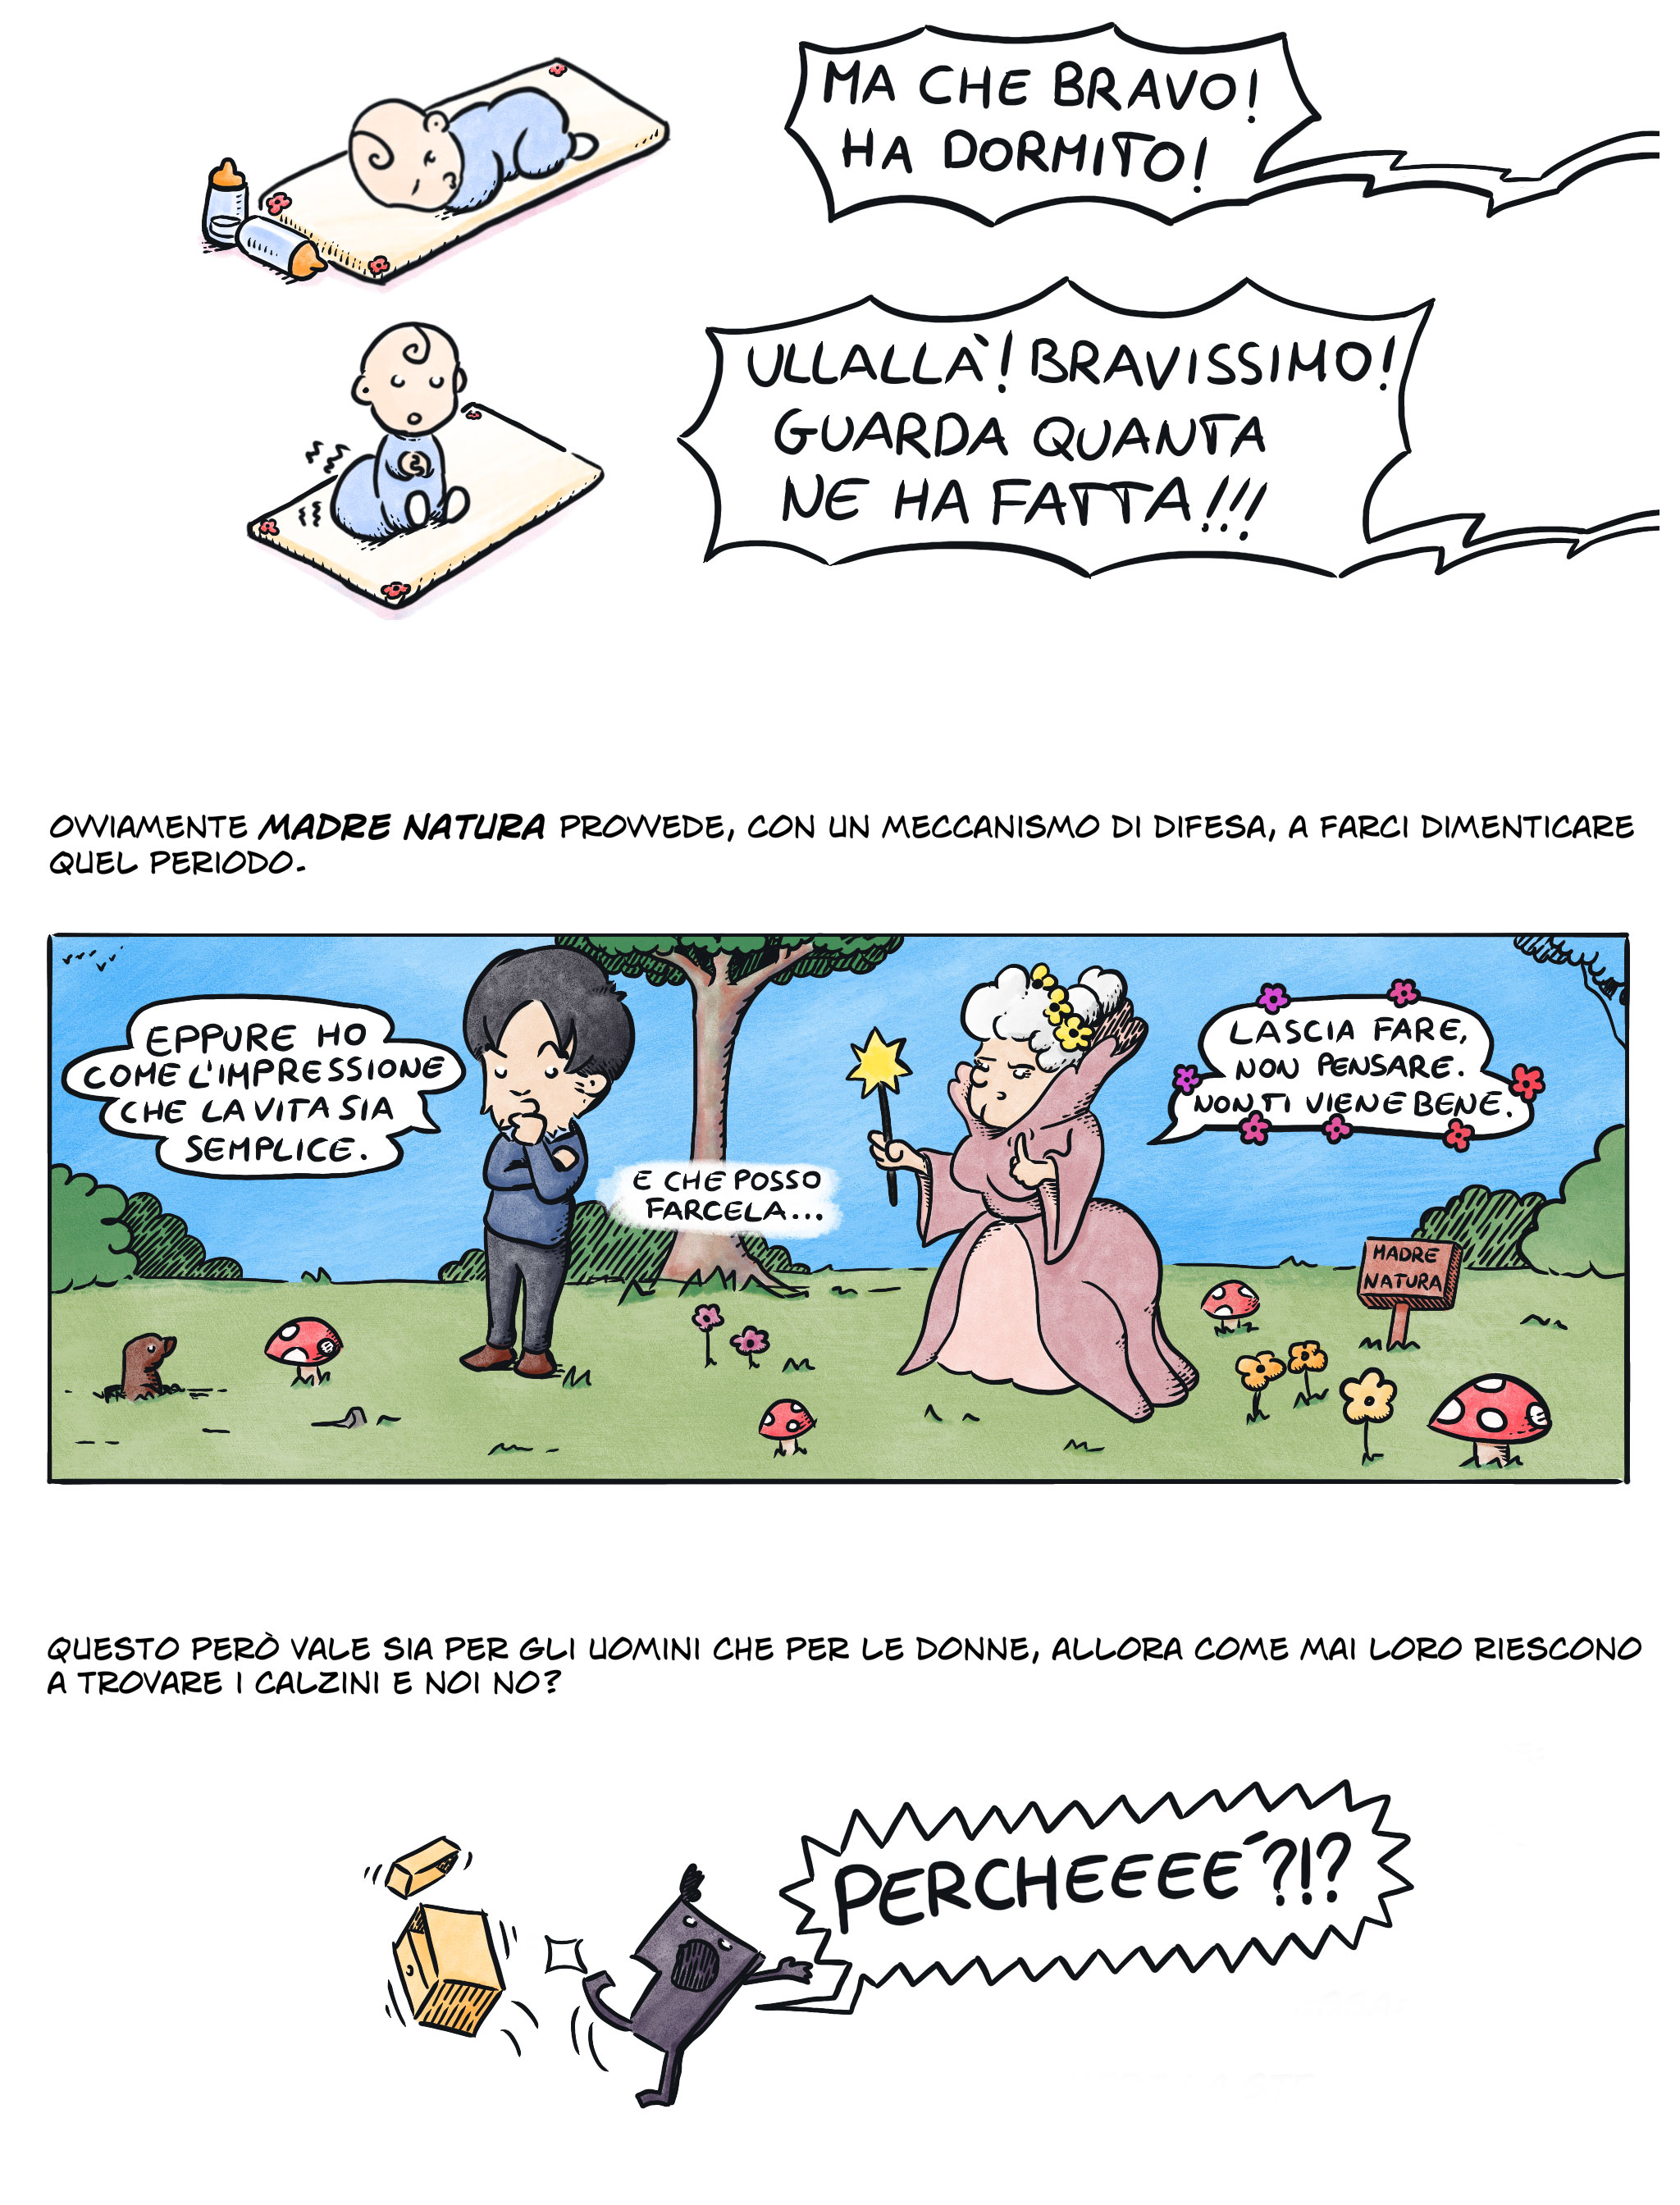 MA CHE BRAVO!
HA DORMITO!
ULLALLÀ! BRAVISSIMO!
GUARDA QUANTA
NE HA FATTA!!!
OVVIAMENTE MADRE NATURA PROVVEDE, CON UN MECCANISMO DI DIFESA, A FARCI DIMENTICARE
QUEL PERIODO.
EPPURE HO
COME L'IMPRESSIONE
CHE LA VITA SIA
SEMPLICE.
E CHE POSSO
FARCELA...
LASCIA FARE,
NON PENSARE.
NON TI VIENE BENE.
MADRE
NATURA
QUESTO PERÒ VALE SIA PER GLI UOMINI CHE PER LE DONNE, ALLORA COME MAI LORO RIESCONO
A TROVARE I CALZINI E NOI NO?
PERCHEEEÉ?!?